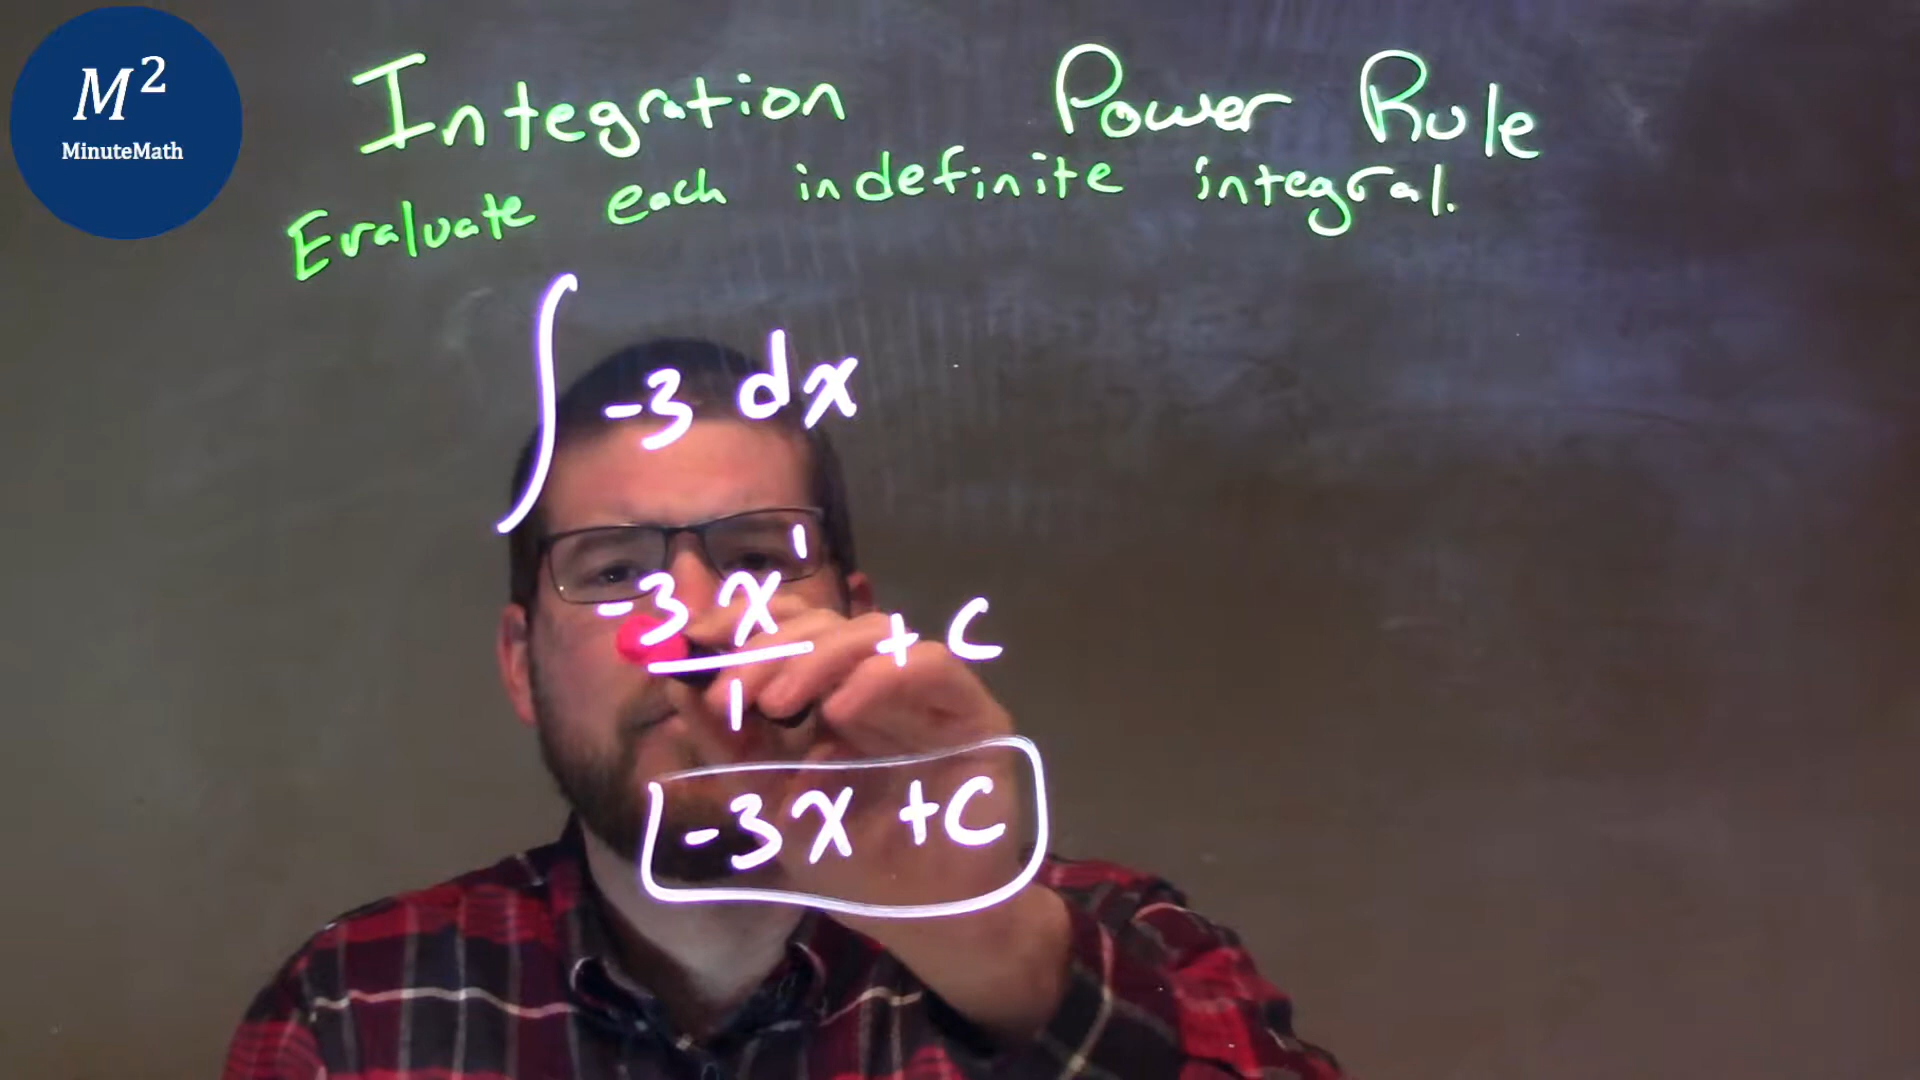 M²
MinuteMath
Integration Power Rule
Evaluate each indefinite integral.
∫ -3 dx
-3x¹/1 + C
-3x + C